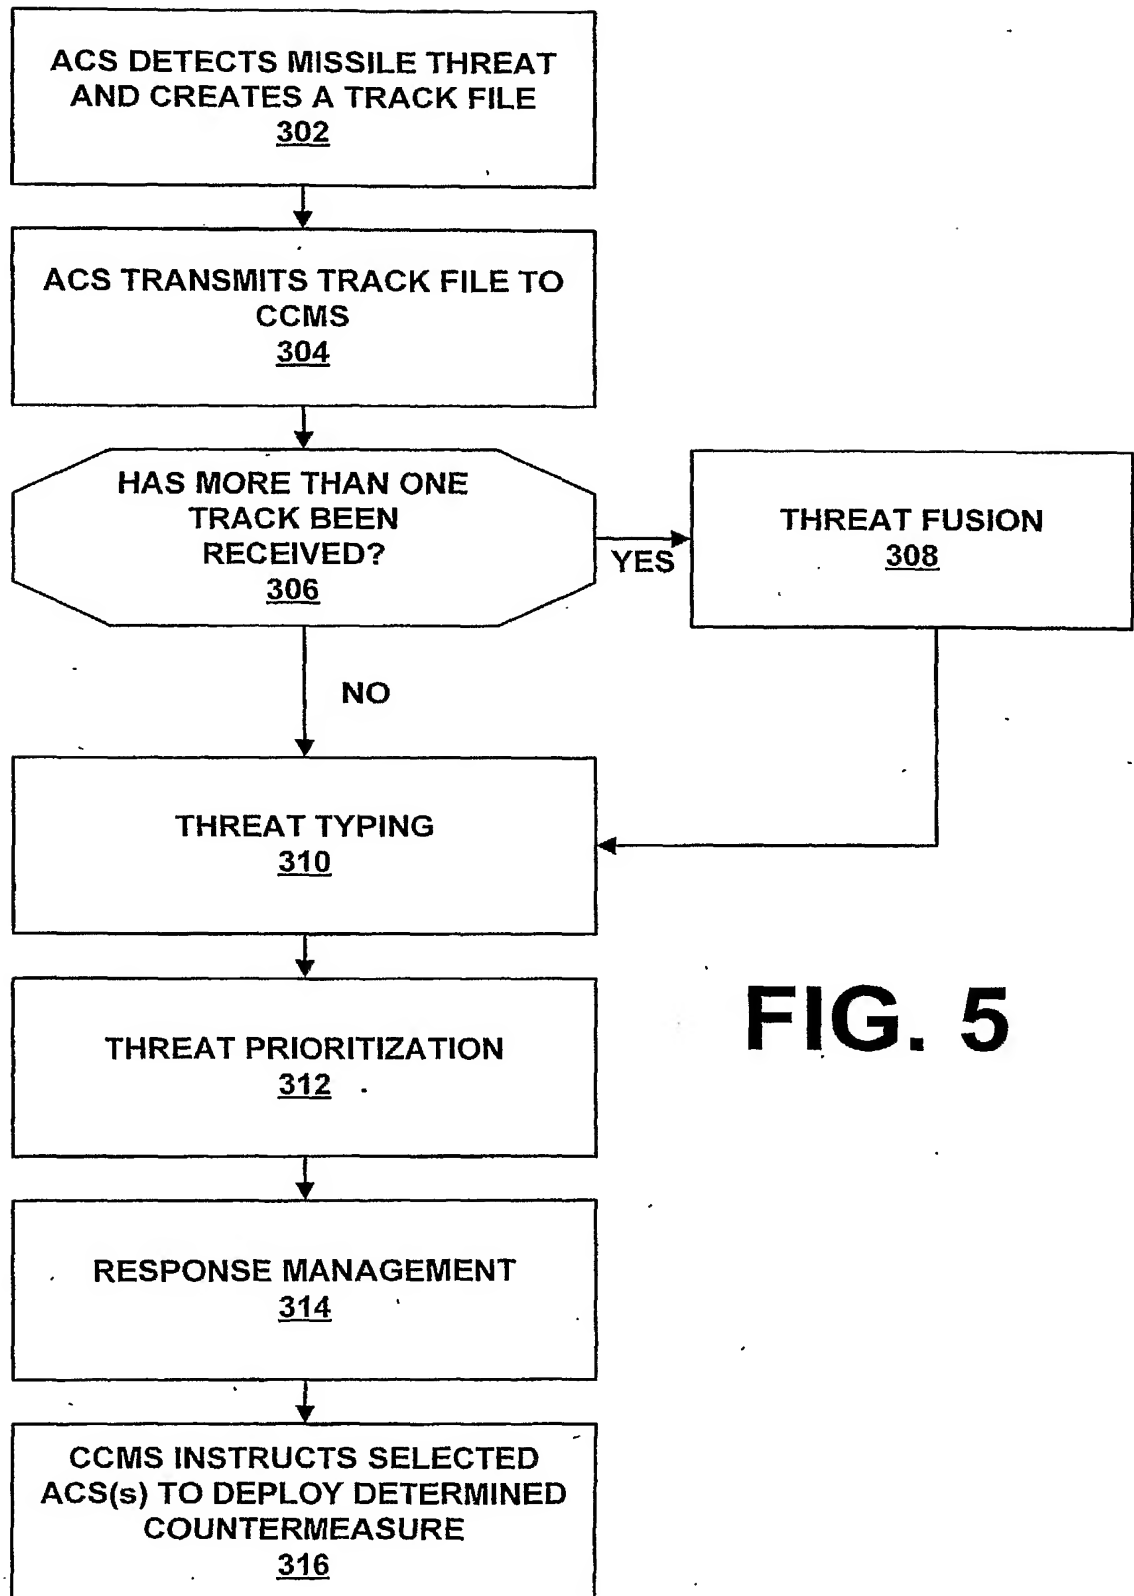 ACS DETECTS MISSILE THREAT
AND CREATES A TRACK FILE
302
ACS TRANSMITS TRACK FILE TO
CCMS
304
HAS MORE THAN ONE
TRACK BEEN
RECEIVED?
306
YES
THREAT FUSION
308
NO
THREAT TYPING
310
THREAT PRIORITIZATION
312
RESPONSE MANAGEMENT
314
CCMS INSTRUCTS SELECTED
ACS(s) TO DEPLOY DETERMINED
COUNTERMEASURE
316
FIG. 5